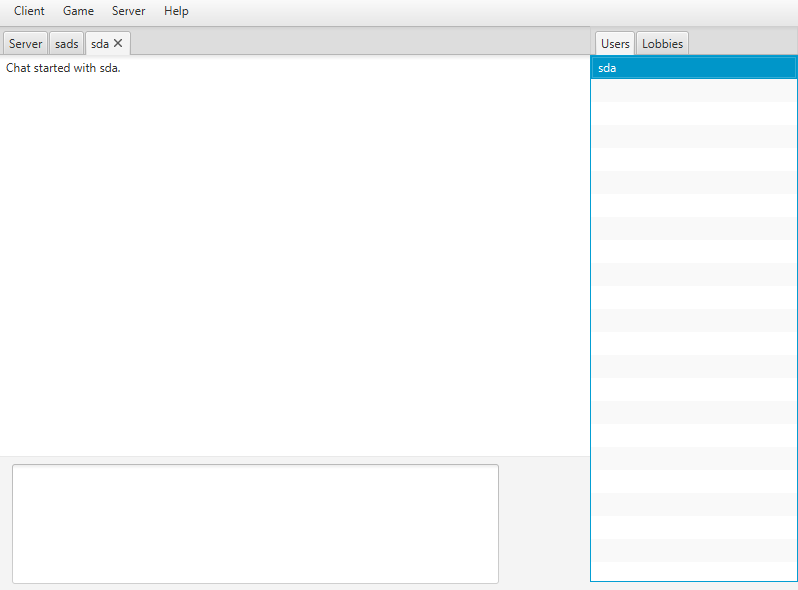 Client Game Server Help
Server sads sda
Users Lobbies
Chat started with sda.
sda